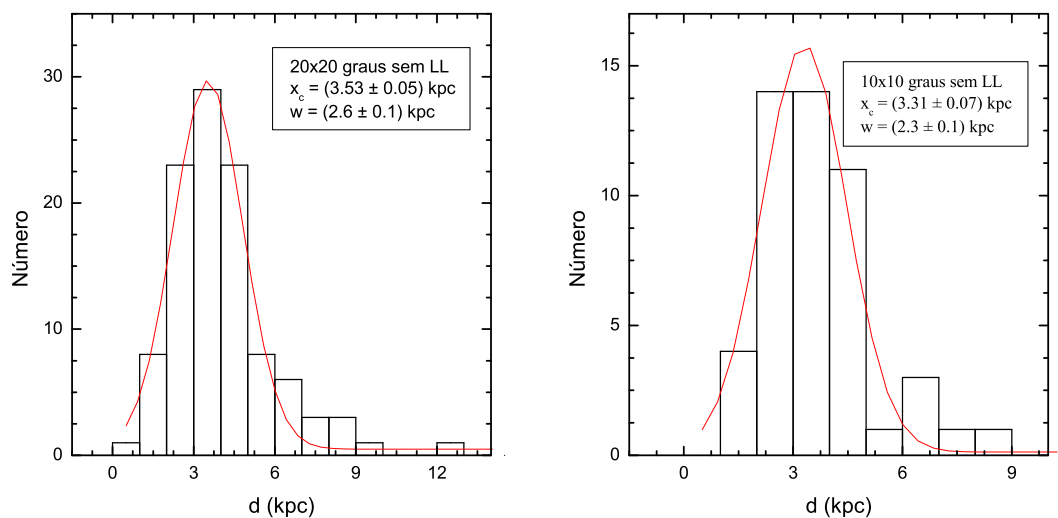 20x20 graus sem LL
x_c = (3.53 ± 0.05) kpc
w = (2.6 ± 0.1) kpc
30
20
10
0
Número
0 3 6 9 12
d (kpc)
10x10 graus sem LL
x_c = (3.31 ± 0.07) kpc
w = (2.3 ± 0.1) kpc
15
10
5
0
Número
0 3 6 9
d (kpc)